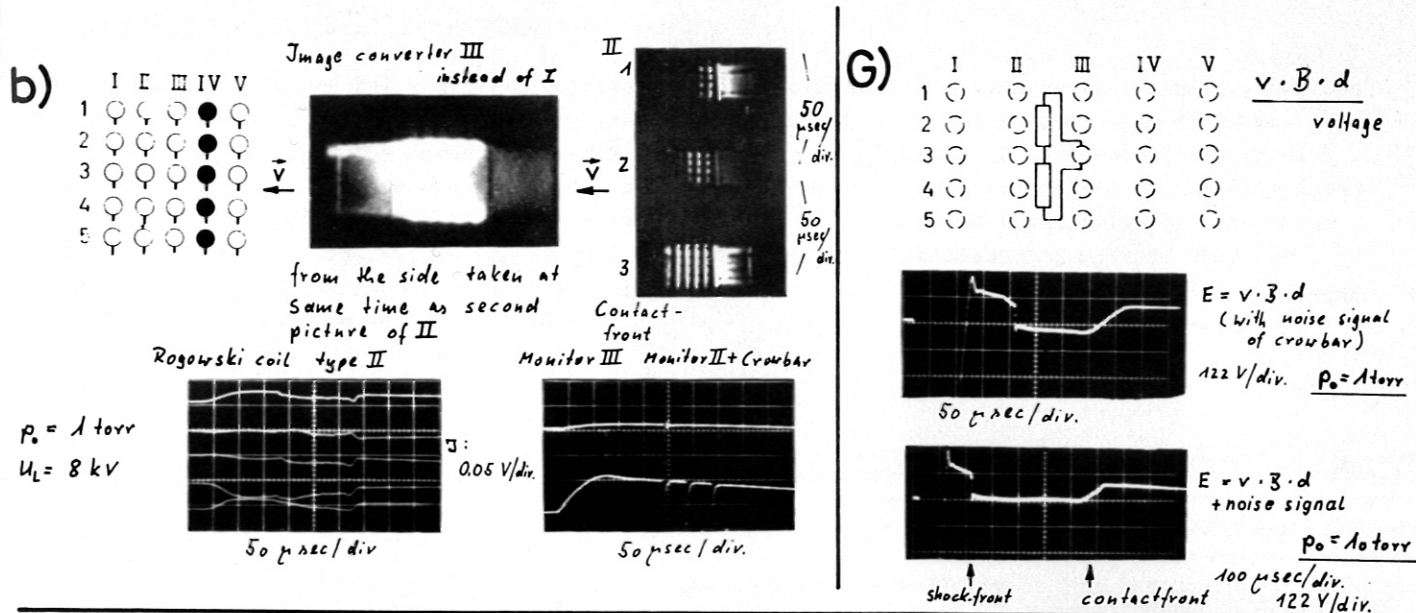 b)
I II III IV V
1
2
3
4
5
Image converter III
instead of I
v⃗
v⃗
from the side taken at
same time as second
picture of II
II
1
2
3
50
μsec/
div.
50
μsec/
div.
Contact-
front
Rogowski coil type II
Monitor III Monitor II + Crowbar
p₀ = 1 torr
U_L = 8 kV
J:
0.05 V/div.
50 μsec/div
50 μsec/div.
G)
I II III IV V
1
2
3
4
5
v · B · d
voltage
E = v · B · d
(with noise signal
of crowbar)
122 V/div. p₀ = 1 torr
50 μsec/div.
E = v · B · d
+ noise signal
p₀ = 10 torr
100 μsec/div.
122 V/div.
shock.front contactfront